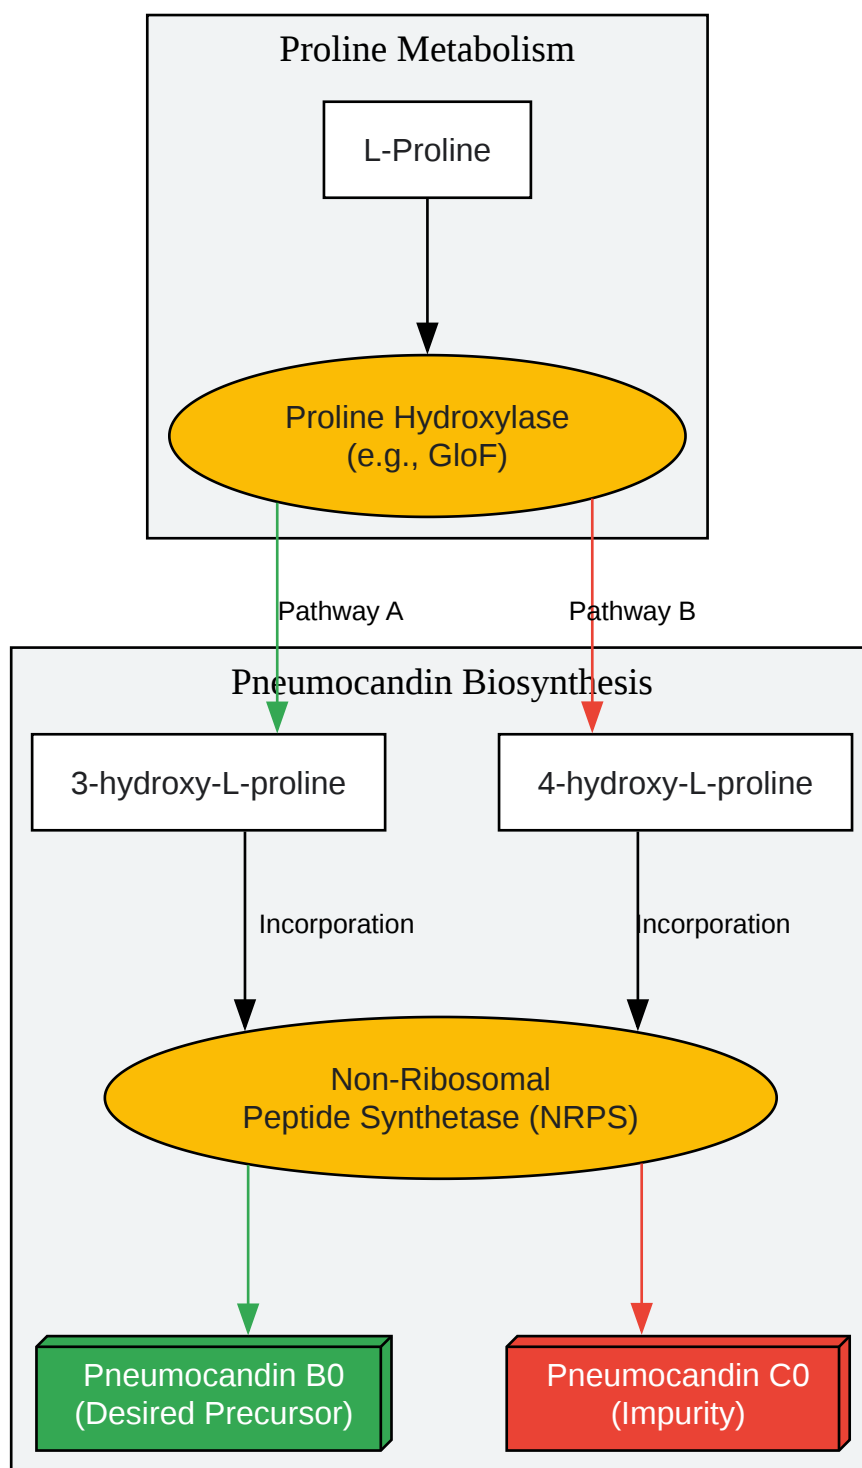 Proline Metabolism
L-Proline
Proline Hydroxylase
(e.g., GloF)
Pathway A
Pathway B
Pneumocandin Biosynthesis
3-hydroxy-L-proline
4-hydroxy-L-proline
Incorporation
Incorporation
Non-Ribosomal
Peptide Synthetase (NRPS)
Pneumocandin B0
(Desired Precursor)
Pneumocandin C0
(Impurity)